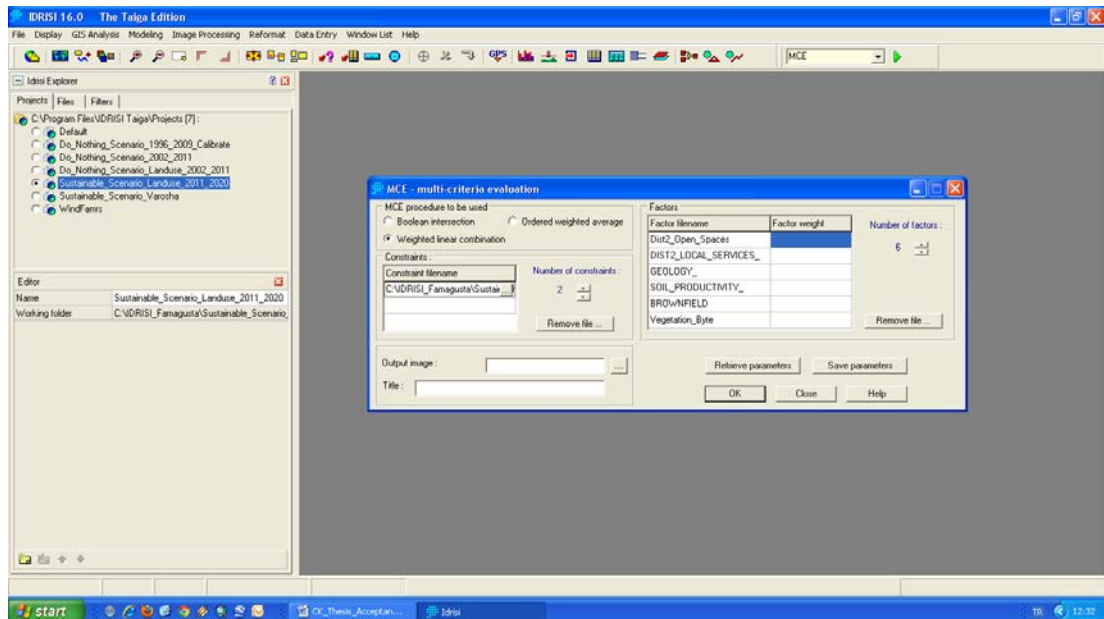 IDRISI 16.0 The Taiga Edition
File Display GIS Analysis Modeling Image Processing Reformat Data Entry Window List Help
GPS
MCE
Idrisi Explorer
Projects Files Filters
C:\Program Files\IDRISI Taiga\Projects [7] :
Default
Do_Nothing_Scenario_1996_2009_Calibrate
Do_Nothing_Scenario_2002_2011
Do_Nothing_Scenario_Landuse_2002_2011
Sustainable_Scenario_Landuse_2011_2020
Sustainable_Scenario_Varosha
WindFamrs
Editor
Name Sustainable_Scenario_Landuse_2011_2020
Working folder C:\IDRISI_Famagusta\Sustainable_Scenario_
MCE - multi-criteria evaluation
MCE procedure to be used
Boolean intersection Ordered weighted average
Weighted linear combination
Constraints :
Constraint filename
C:\IDRISI_Famagusta\Sustain ...
Number of constraints :
2
Remove file ...
Output image : ...
Title :
Factors
Factor filename Factor weight
Dist2_Open_Spaces
DIST2_LOCAL_SERVICES_
GEOLOGY_
SOIL_PRODUCTIVITY_
BROWNFIELD
Vegetation_Byte
Number of factors :
6
Remove file ...
Retrieve parameters Save parameters
OK Close Help
start CK_Thesis_Acceptan... Idrisi TR 12:32